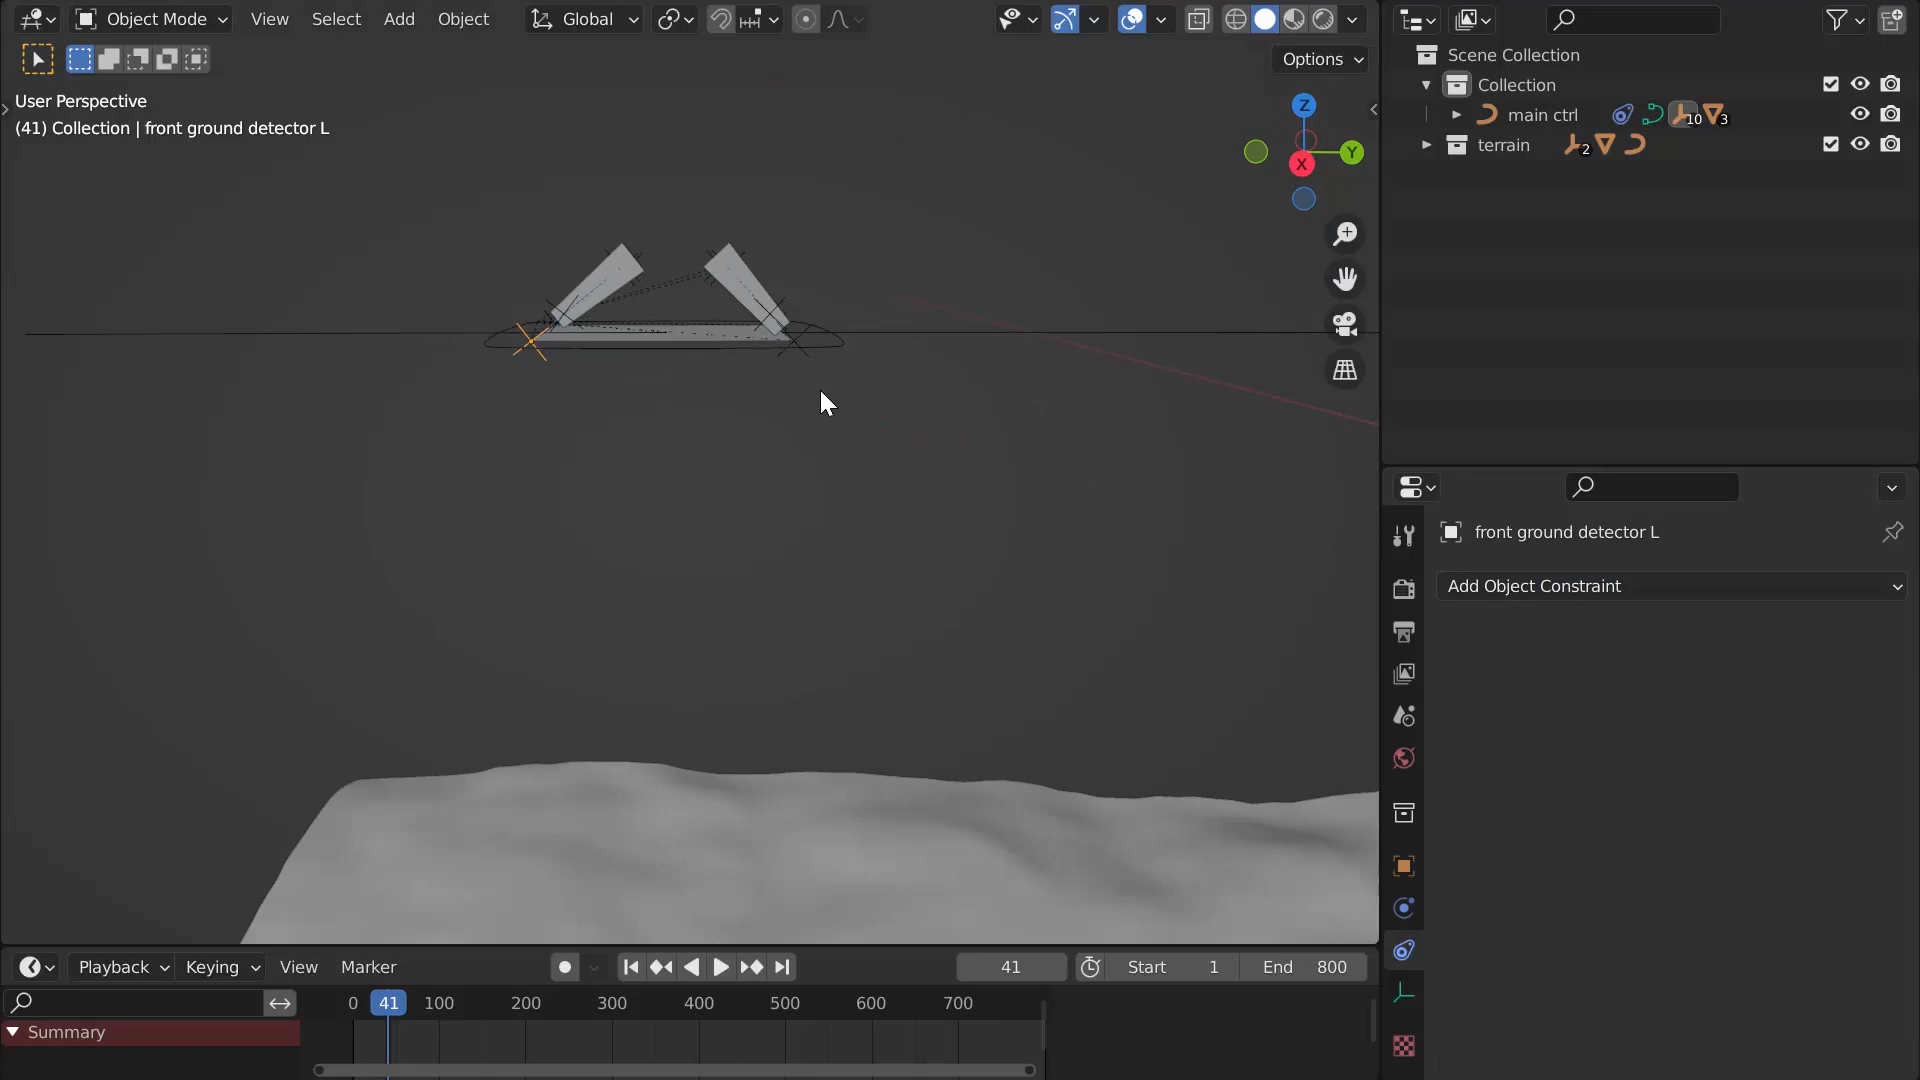 Object Mode View Select Add Object Global
Options
User Perspective
(41) Collection | front ground detector L
Z
Y
X
Scene Collection
Collection
main ctrl 10 3
terrain 2
front ground detector L
Add Object Constraint
Playback Keying View Marker 41 Start 1 End 800
0 41 100 200 300 400 500 600 700
Summary